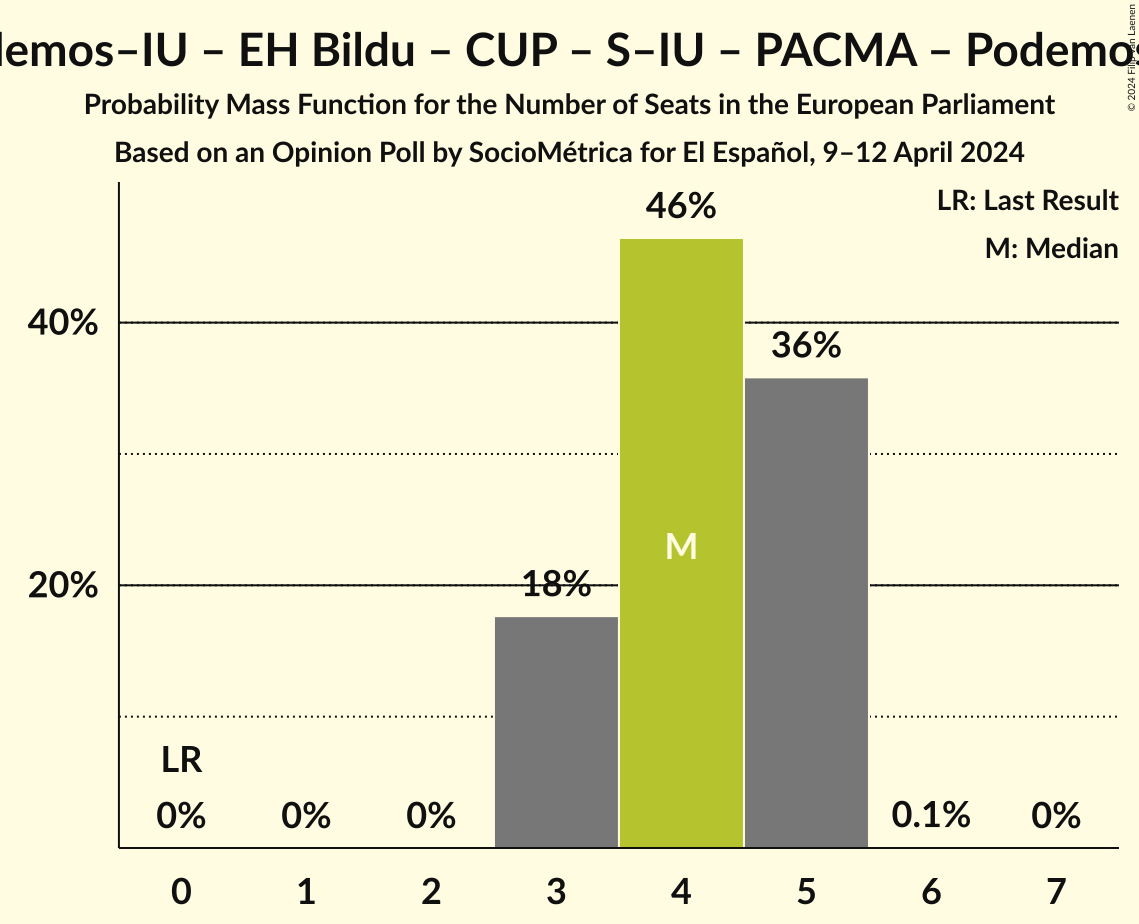 –IU – EH Bildu – CUP – S–IU – PACMA –
Probability Mass Function for the Number of Seats in the European Parliament
Based on an Opinion Poll by SocioMétrica for El Español, 9–12 April 2024
© 2024 Filip van Laenen
LR: Last Result
M: Median
46%
40%
36%
M
20%
18%
LR
0% 0% 0% 0.1% 0%
0 1 2 3 4 5 6 7